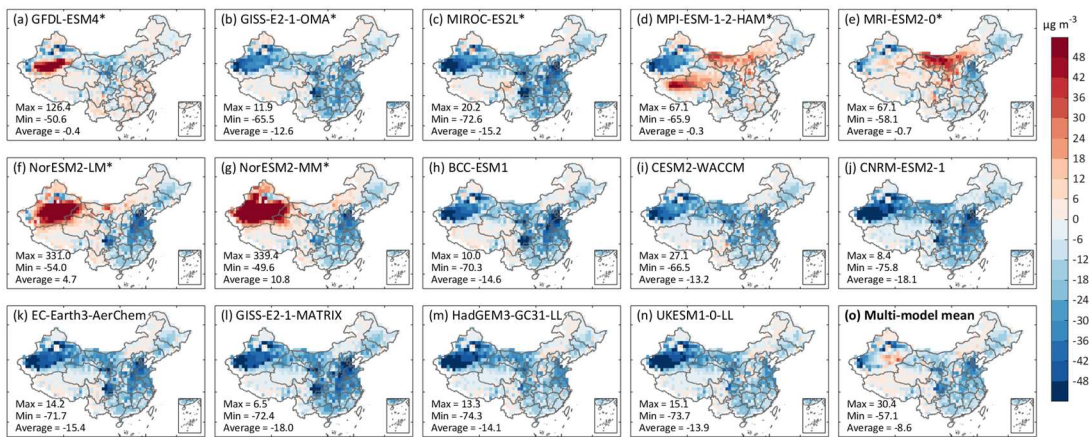 (a) GFDL-ESM4*
Max = 126.4
Min = -50.6
Average = -0.4
(b) GISS-E2-1-OMA*
Max = 11.9
Min = -65.5
Average = -12.6
(c) MIROC-ES2L*
Max = 20.2
Min = -72.6
Average = -15.2
(d) MPI-ESM-1-2-HAM*
Max = 67.1
Min = -65.9
Average = -0.3
(e) MRI-ESM2-0*
Max = 67.1
Min = -58.1
Average = -0.7
(f) NorESM2-LM*
Max = 331.0
Min = -54.0
Average = 4.7
(g) NorESM2-MM*
Max = 339.4
Min = -49.6
Average = 10.8
(h) BCC-ESM1
Max = 10.0
Min = -70.3
Average = -14.6
(i) CESM2-WACCM
Max = 27.1
Min = -66.5
Average = -13.2
(j) CNRM-ESM2-1
Max = 8.4
Min = -75.8
Average = -18.1
(k) EC-Earth3-AerChem
Max = 14.2
Min = -71.7
Average = -15.4
(l) GISS-E2-1-MATRIX
Max = 6.5
Min = -72.4
Average = -18.0
(m) HadGEM3-GC31-LL
Max = 13.3
Min = -74.3
Average = -14.1
(n) UKESM1-0-LL
Max = 15.1
Min = -73.7
Average = -13.9
(o) Multi-model mean
Max = 30.4
Min = -57.1
Average = -8.6
µg m-3
48
42
36
30
24
18
12
6
0
-6
-12
-18
-24
-30
-36
-42
-48